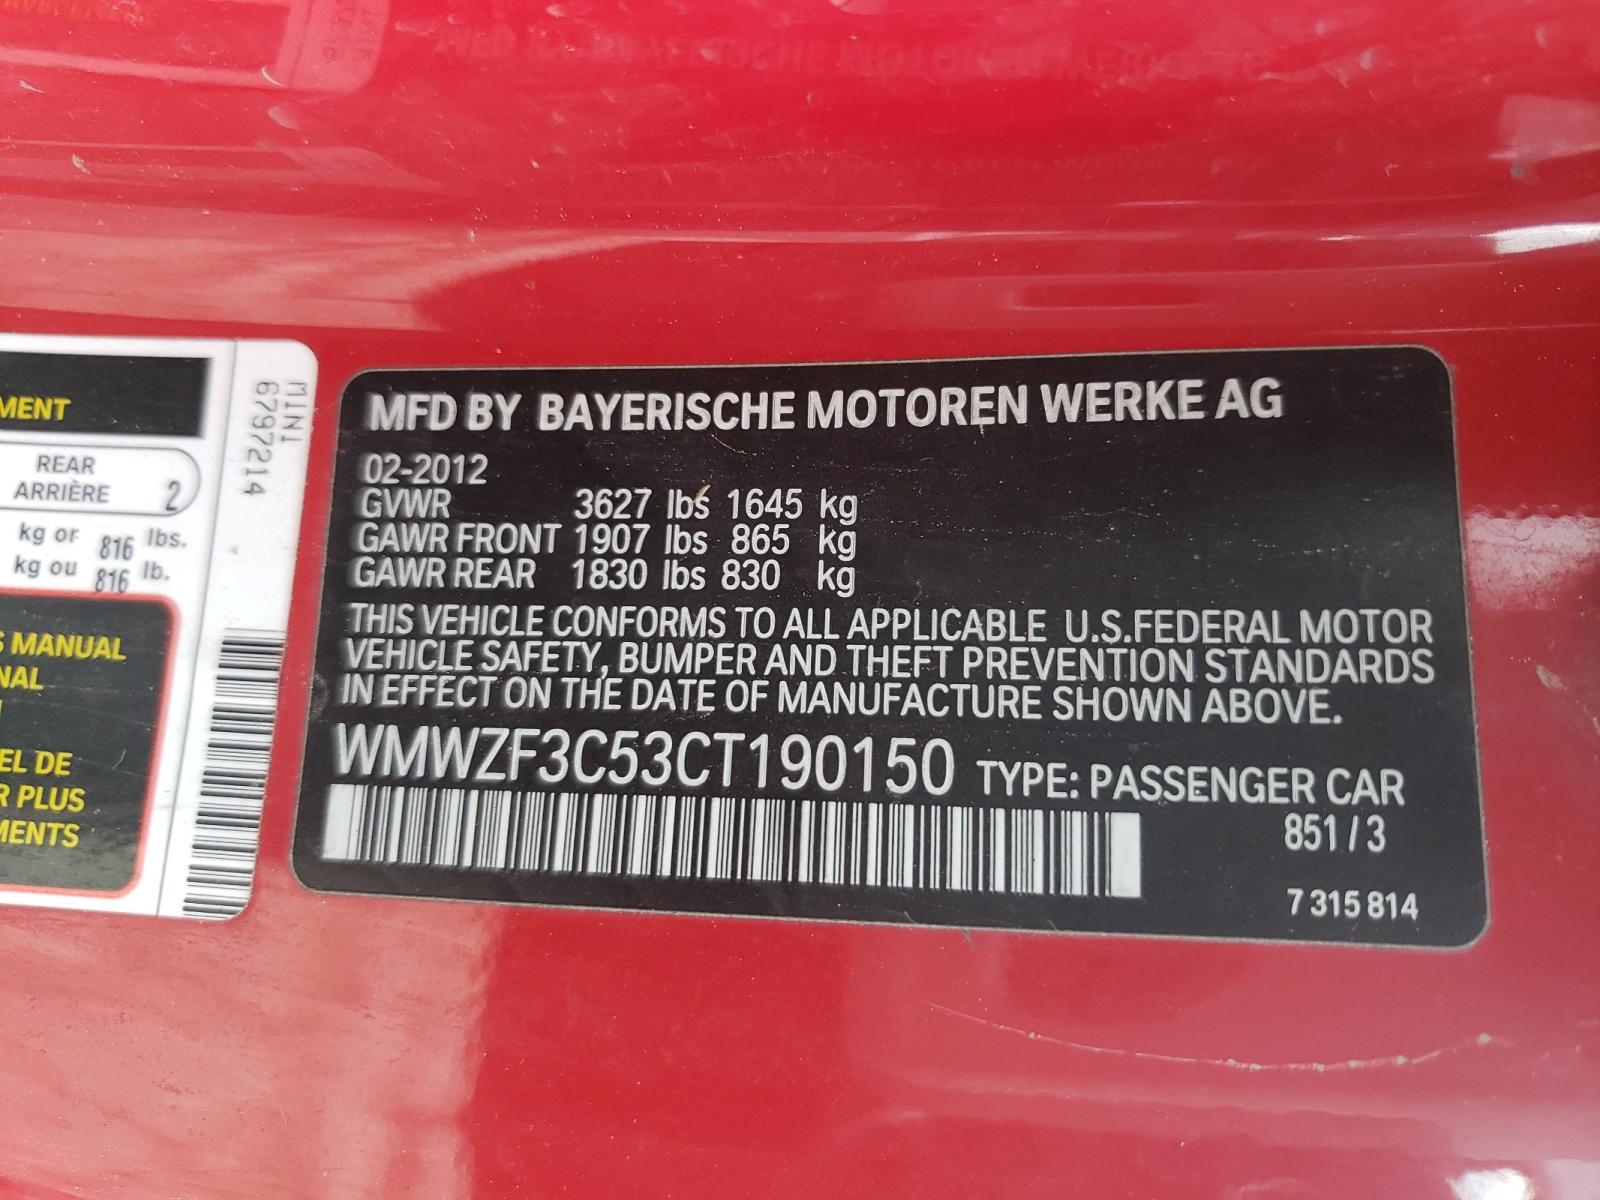 MENT
REAR
ARRIÈRE 2
kg or 816 lbs.
kg ou 816 lb.
S MANUAL
NAL
EL DE
R PLUS
MENTS
MINI
6797214
MFD BY BAYERISCHE MOTOREN WERKE AG
02-2012
GVWR 3627 lbs 1645 kg
GAWR FRONT 1907 lbs 865 kg
GAWR REAR 1830 lbs 830 kg
THIS VEHICLE CONFORMS TO ALL APPLICABLE U.S.FEDERAL MOTOR
VEHICLE SAFETY, BUMPER AND THEFT PREVENTION STANDARDS
IN EFFECT ON THE DATE OF MANUFACTURE SHOWN ABOVE.
WMWZF3C53CT190150 TYPE: PASSENGER CAR
851 / 3
7 315 814